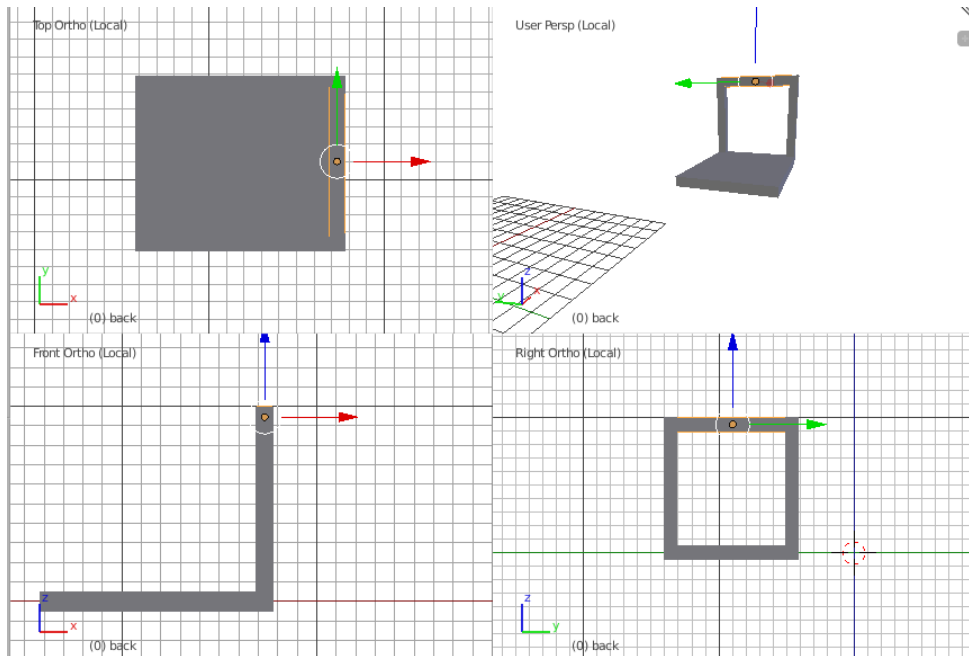 Top Ortho (Local)
y
x
(0) back
User Persp (Local)
z
y
x
(0) back
Front Ortho (Local)
z
x
(0) back
Right Ortho (Local)
z
y
(0) back